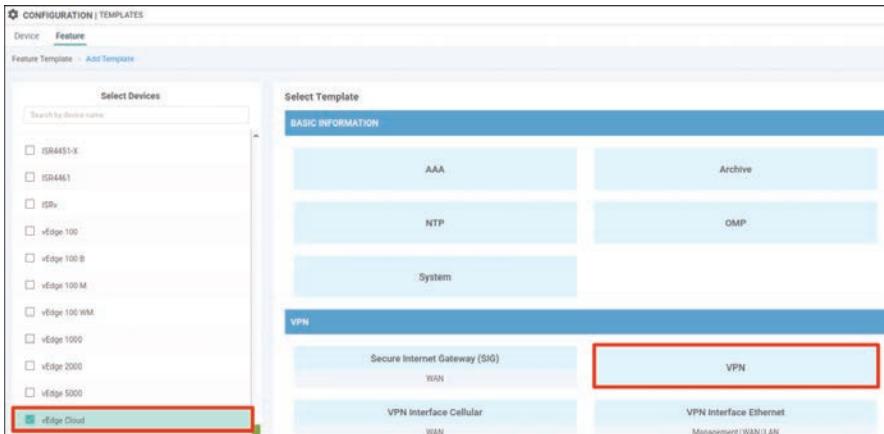 CONFIGURATION | TEMPLATES
Device Feature
Feature Template > Add Template
Select Devices
Search by device name
ISR4451-X
ISR4461
ISRv
vEdge 100
vEdge 100 B
vEdge 100 M
vEdge 100 WM
vEdge 1000
vEdge 2000
vEdge 5000
vEdge Cloud
Select Template
BASIC INFORMATION
AAA
Archive
NTP
OMP
System
VPN
Secure Internet Gateway (SIG)
WAN
VPN
VPN Interface Cellular
WAN
VPN Interface Ethernet
Management | WAN | LAN